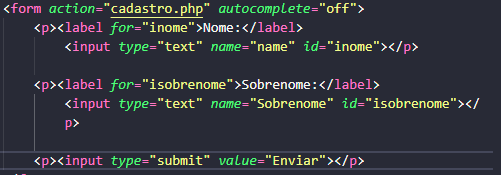 <form action="cadastro.php" autocomplete="off">
<p><label for="inome">Nome:</label>
<input type="text" name="name" id="inome"></p>
<p><label for="isobrenome">Sobrenome:</label>
<input type="text" name="Sobrenome" id="isobrenome"></
p>
<p><input type="submit" value="Enviar"></p>